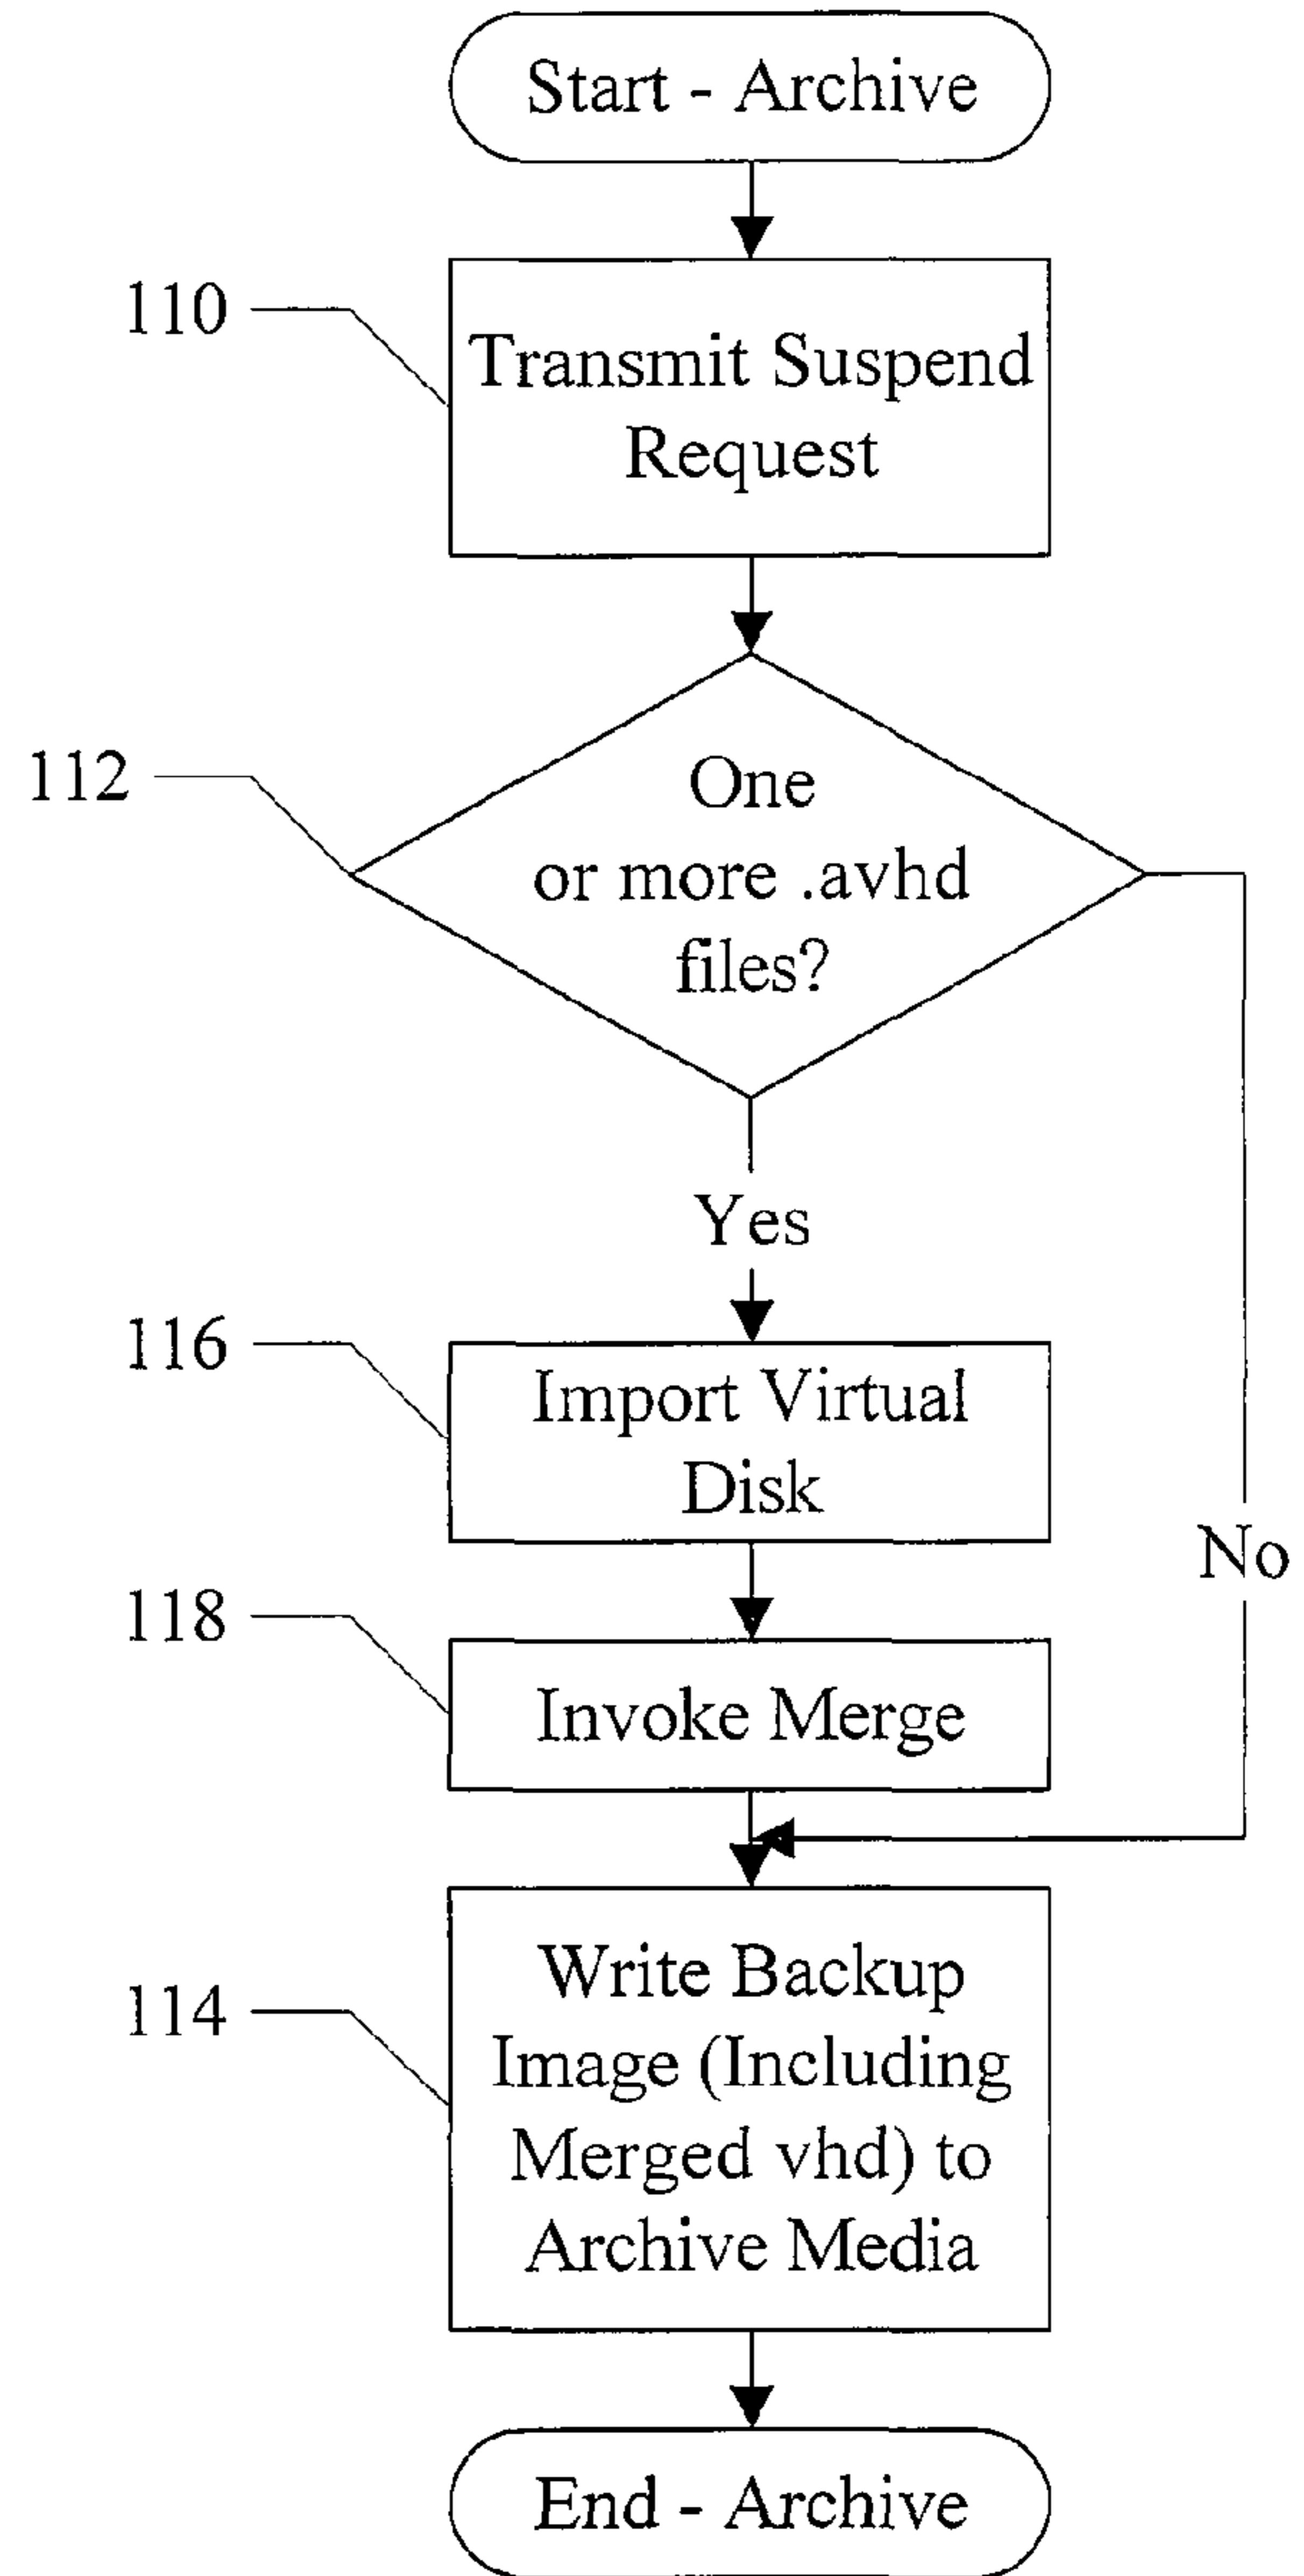 Start - Archive
110
Transmit Suspend
Request
112
One
or more .avhd
files?
Yes
116
Import Virtual
Disk
No
118
Invoke Merge
114
Write Backup
Image (Including
Merged vhd) to
Archive Media
End - Archive